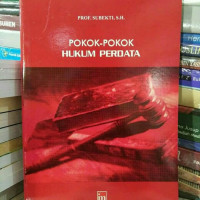 PROF. SUBEKTI, S.H.
POKOK-POKOK
HUKUM PERDATA